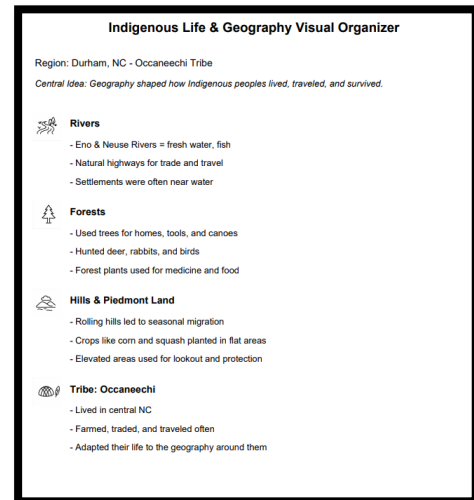 Indigenous Life & Geography Visual Organizer
Region: Durham, NC - Occaneechi Tribe
Central Idea: Geography shaped how Indigenous peoples lived, traveled, and survived.
Rivers
- Eno & Neuse Rivers = fresh water, fish
- Natural highways for trade and travel
- Settlements were often near water
Forests
- Used trees for homes, tools, and canoes
- Hunted deer, rabbits, and birds
- Forest plants used for medicine and food
Hills & Piedmont Land
- Rolling hills led to seasonal migration
- Crops like corn and squash planted in flat areas
- Elevated areas used for lookout and protection
Tribe: Occaneechi
- Lived in central NC
- Farmed, traded, and traveled often
- Adapted their life to the geography around them